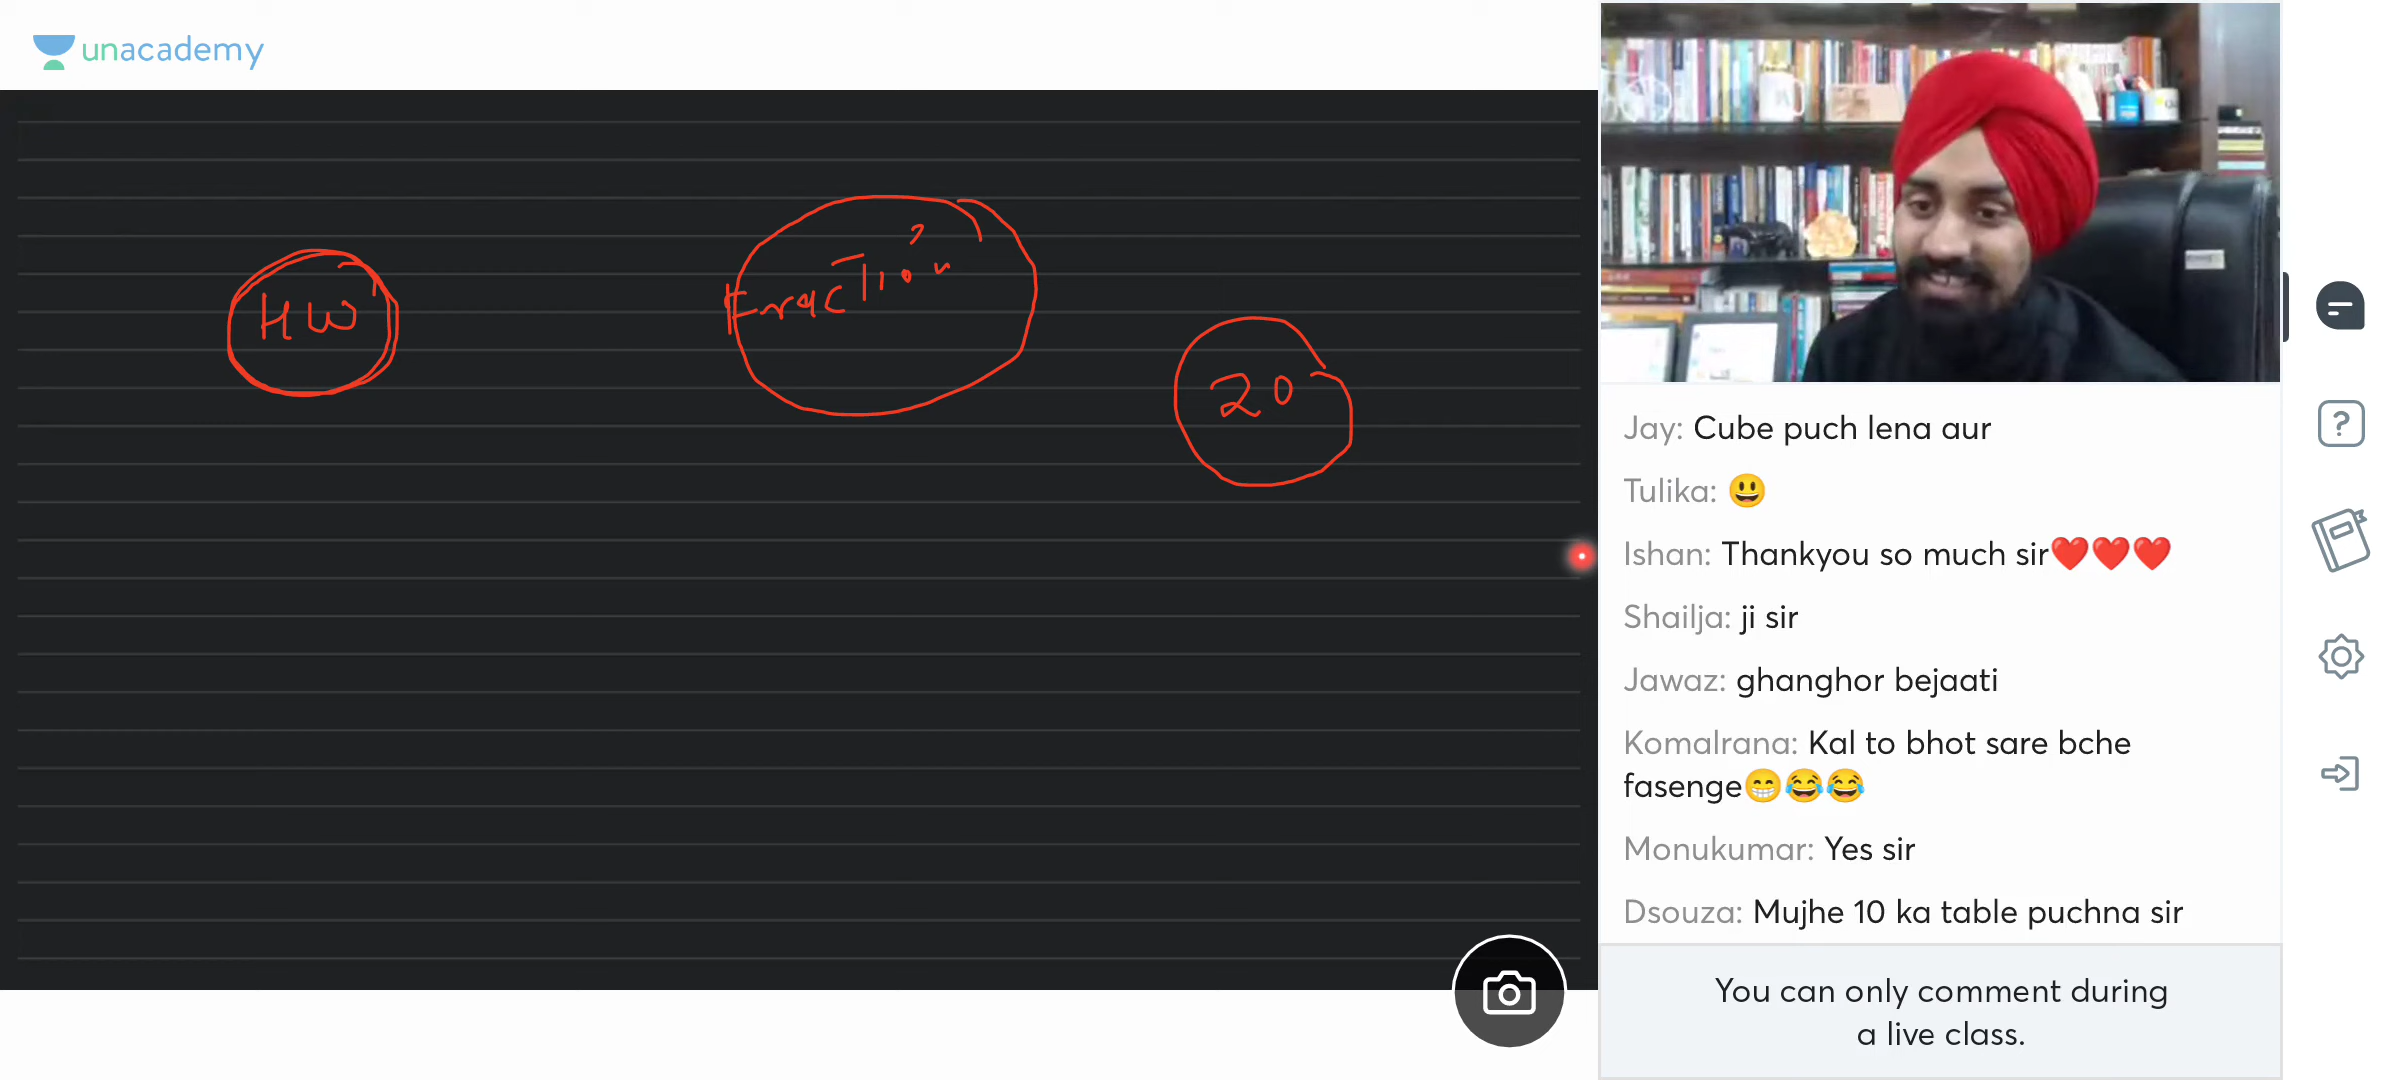 unacademy
HW
Fraction
20
Jay: Cube puch lena aur
Tulika: 😃
Ishan: Thankyou so much sir❤️❤️❤️
Shailja: ji sir
Jawaz: ghanghor bejaati
Komalrana: Kal to bhot sare bche
fasenge😁😂😂
Monukumar: Yes sir
Dsouza: Mujhe 10 ka table puchna sir
You can only comment during
a live class.